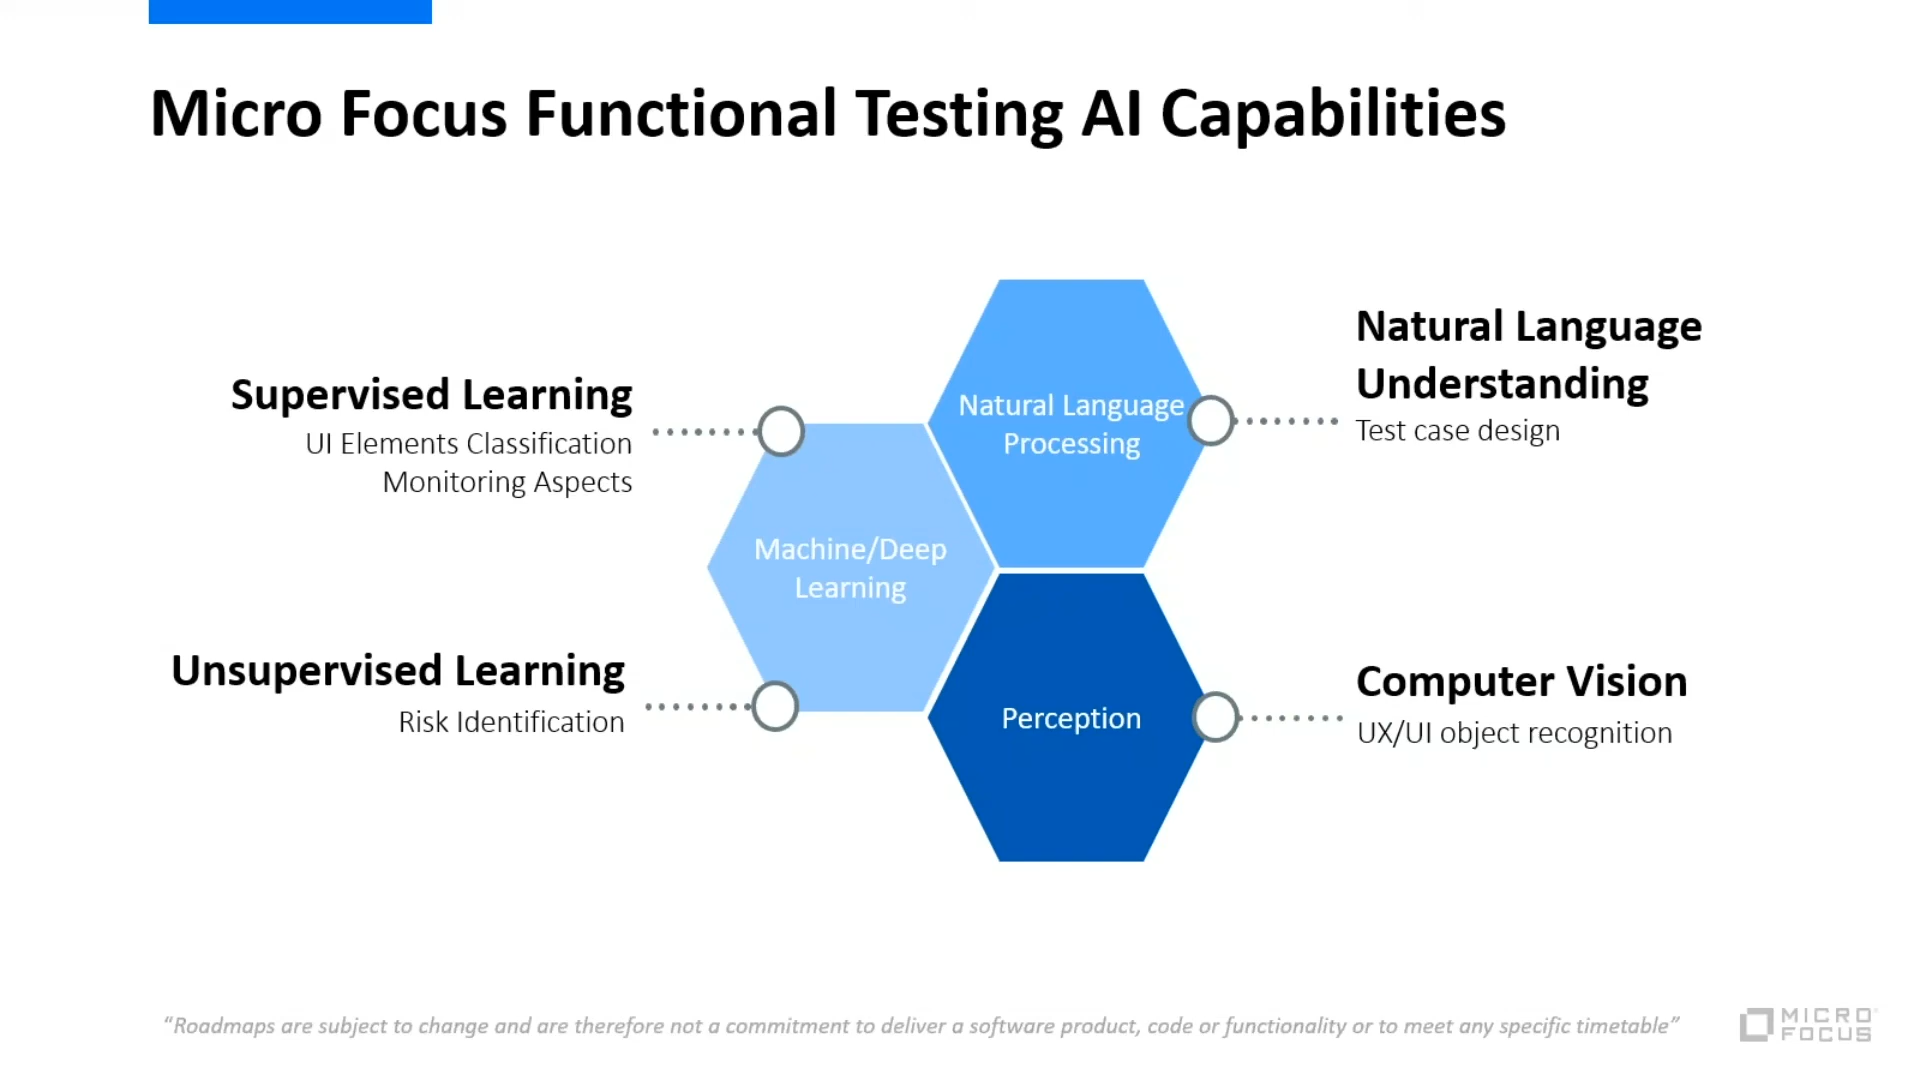 Micro Focus Functional Testing AI Capabilities
Supervised Learning
UI Elements Classification
Monitoring Aspects
Unsupervised Learning
Risk Identification
Machine/Deep
Learning
Natural Language
Processing
Perception
Natural Language
Understanding
Test case design
Computer Vision
UX/UI object recognition
“Roadmaps are subject to change and are therefore not a commitment to deliver a software product, code or functionality or to meet any specific timetable”
MICRO
FOCUS